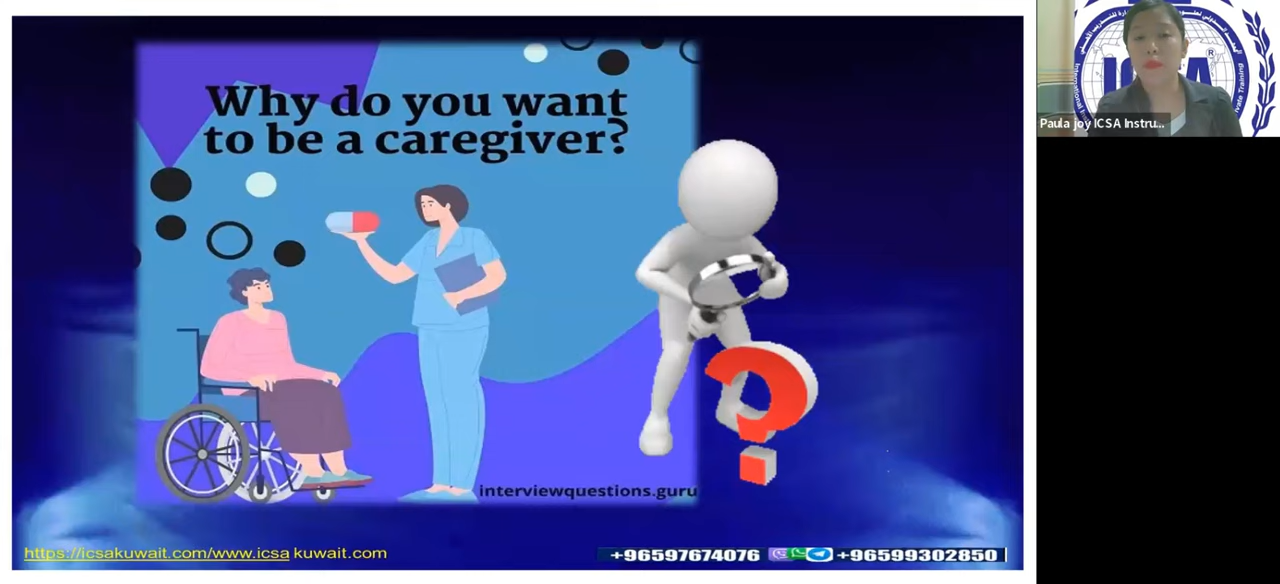 Why do you want
to be a caregiver?
interviewquestions.guru
https://icsakuwait.com/www.icsa kuwait.com
+96597674076 +96599302850
Paula joy ICSA Instru...
ICSA
R